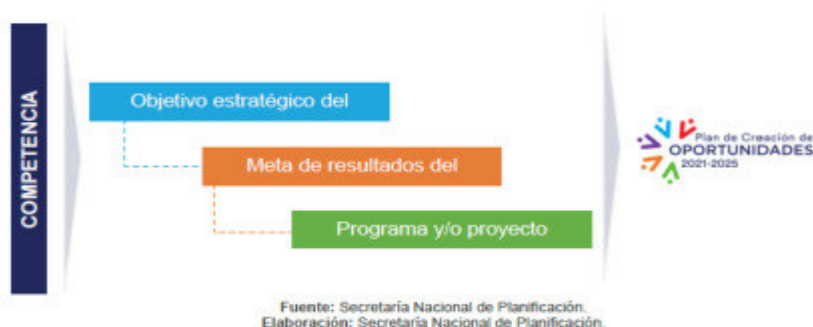 COMPETENCIA
Objetivo estratégico del
Meta de resultados del
Programa y/o proyecto
Plan de Creación de
OPORTUNIDADES
2021-2025
Fuente: Secretaría Nacional de Planificación.
Elaboración: Secretaría Nacional de Planificación.